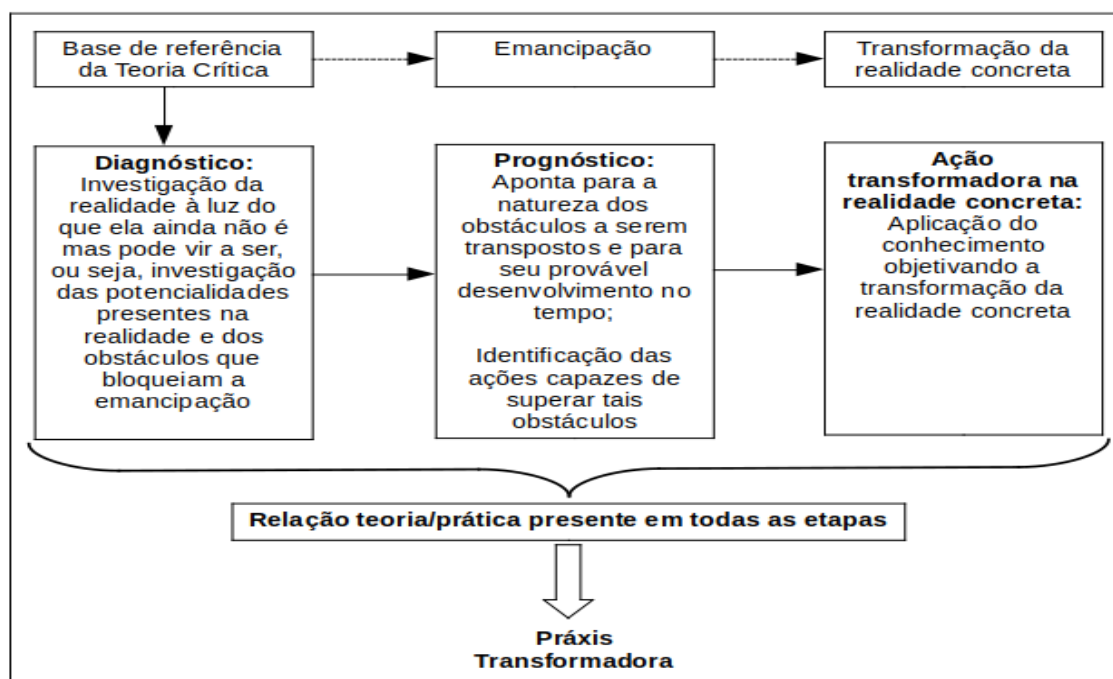 Base de referência
da Teoria Crítica
Emancipação
Transformação da
realidade concreta
Diagnóstico:
Investigação da
realidade à luz do
que ela ainda não é
mas pode vir a ser,
ou seja, investigação
das potencialidades
presentes na
realidade e dos
obstáculos que
bloqueiam a
emancipação
Prognóstico:
Aponta para a
natureza dos
obstáculos a serem
transpostos e para
seu provável
desenvolvimento no
tempo;
Identificação das
ações capazes de
superar tais
obstáculos
Ação
transformadora na
realidade concreta:
Aplicação do
conhecimento
objetivando a
transformação da
realidade concreta
Relação teoria/prática presente em todas as etapas
Práxis
Transformadora